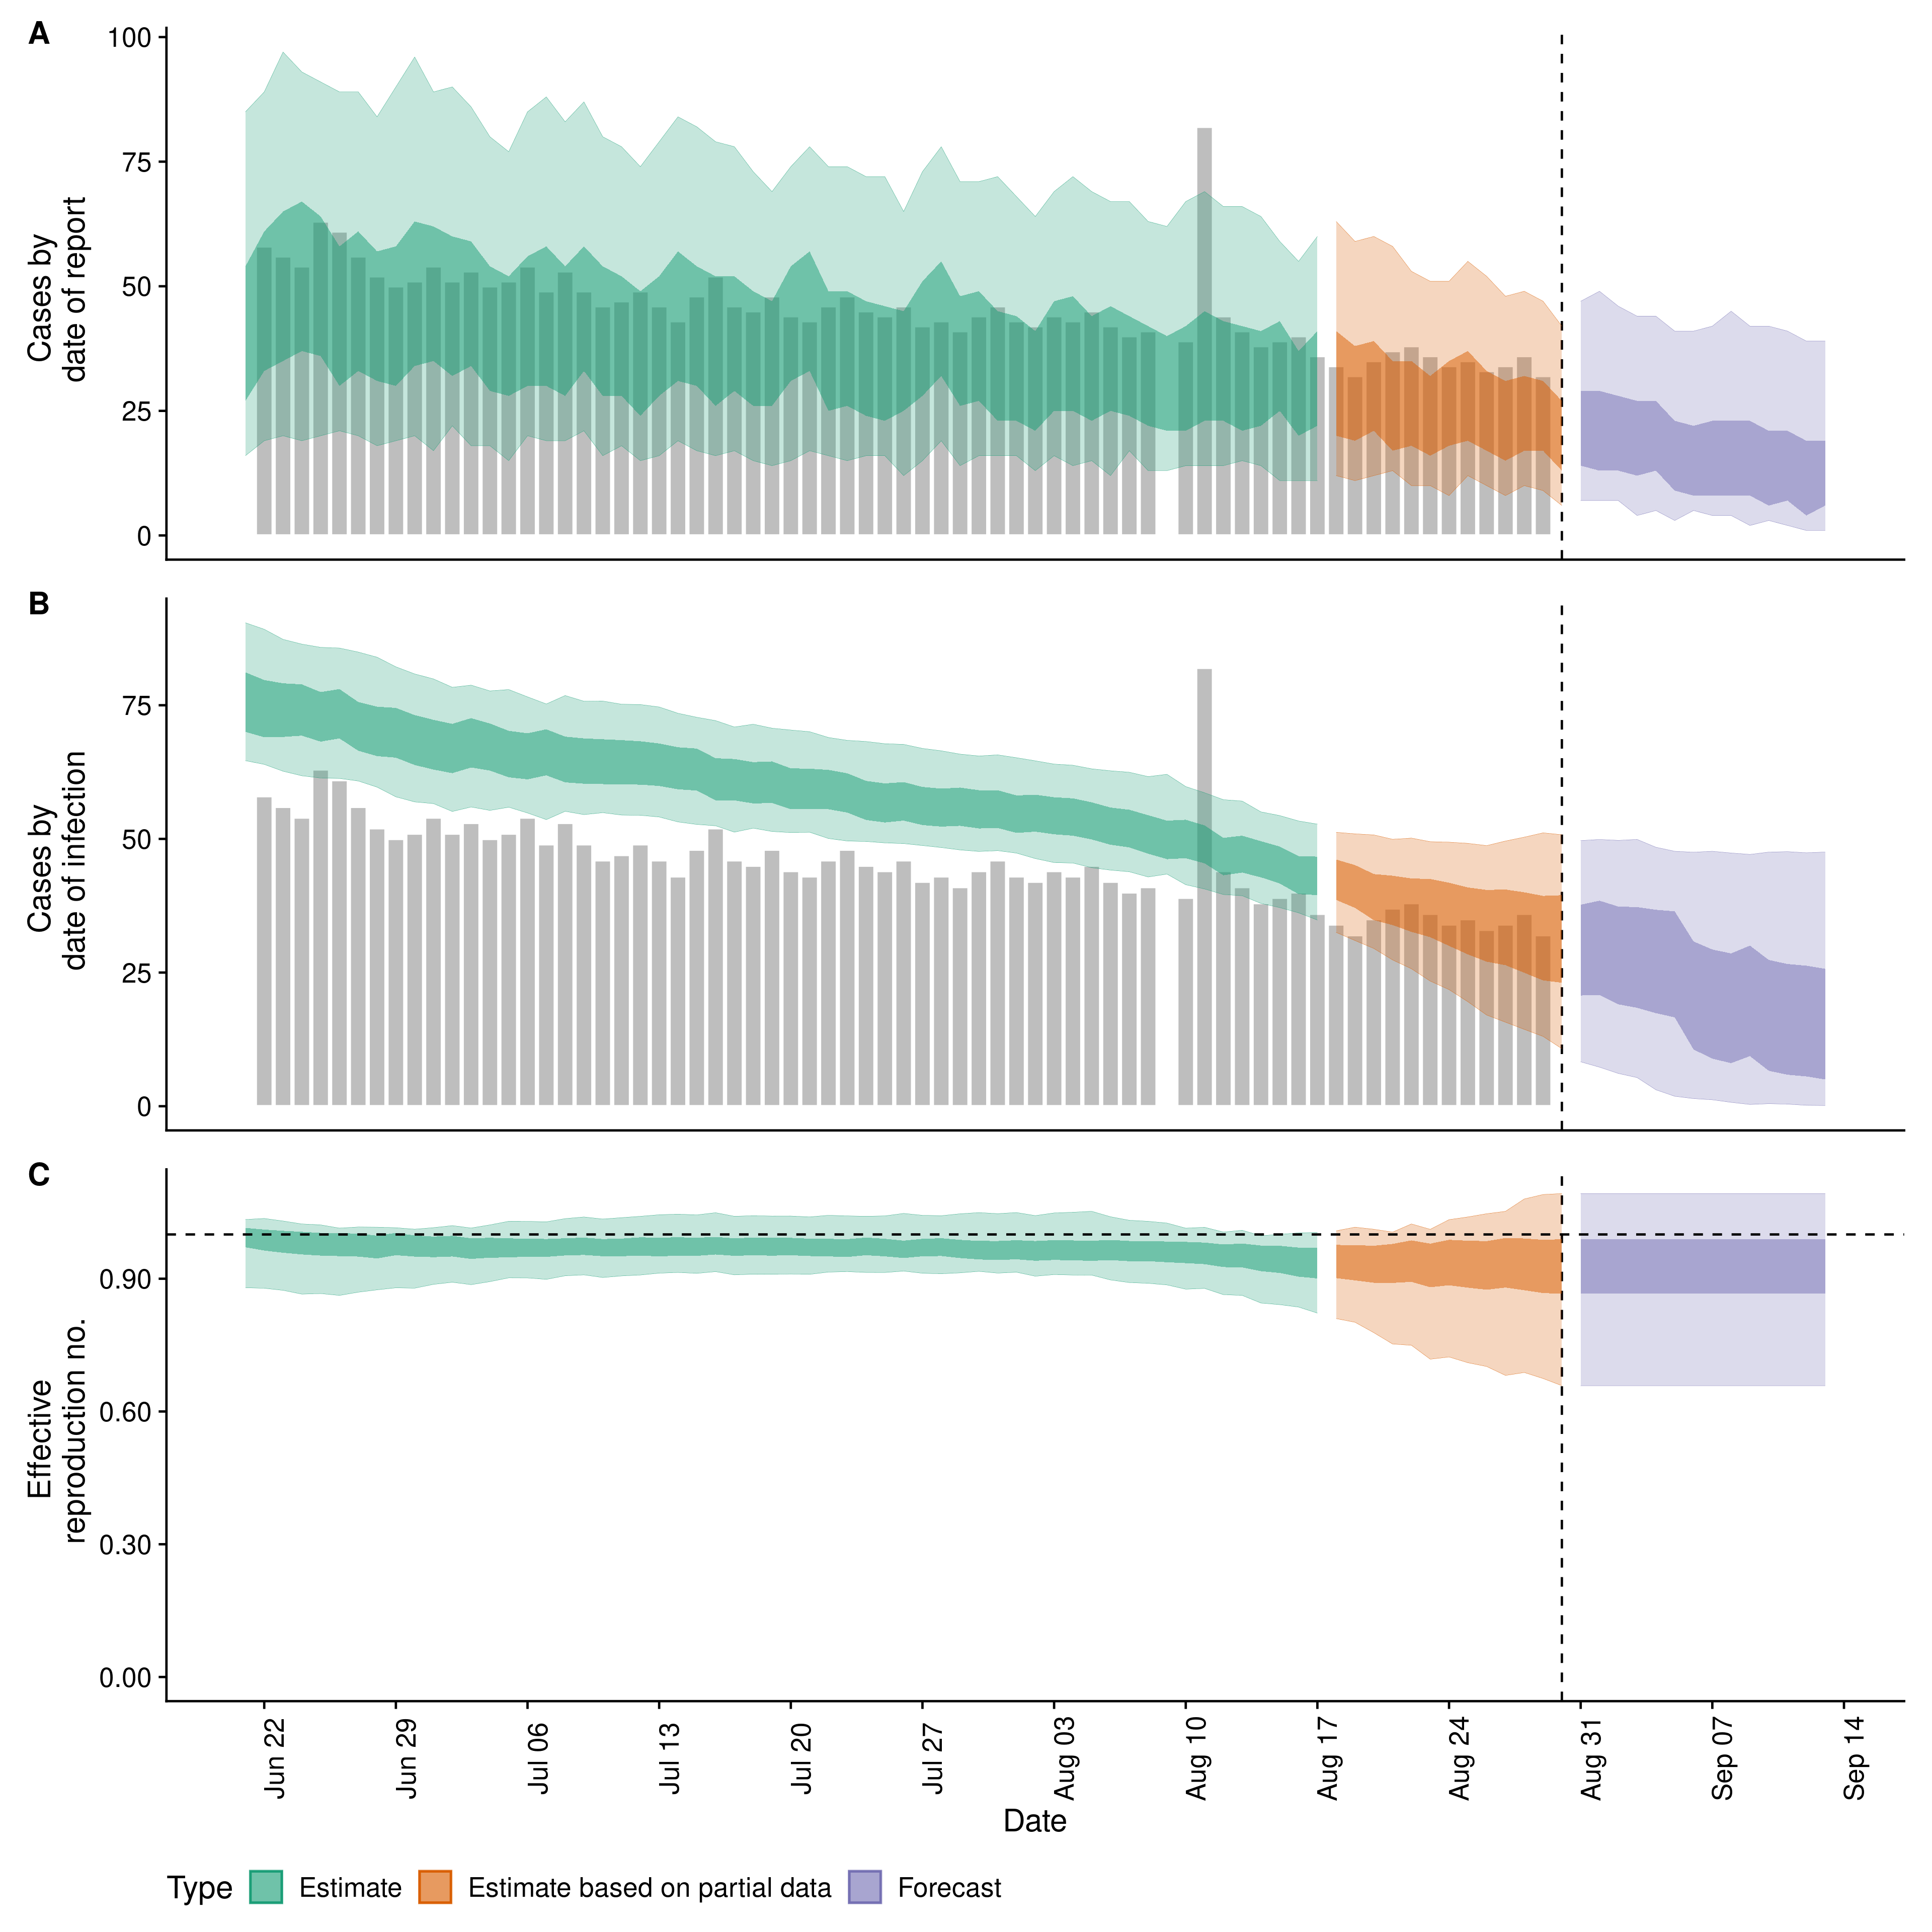 A
100
75
50
25
0
Cases by
date of report
B
75
50
25
0
Cases by
date of infection
C
0.90
0.60
0.30
0.00
Effective
reproduction no.
Jun 22
Jun 29
Jul 06
Jul 13
Jul 20
Jul 27
Aug 03
Aug 10
Aug 17
Aug 24
Aug 31
Sep 07
Sep 14
Date
Type Estimate Estimate based on partial data Forecast